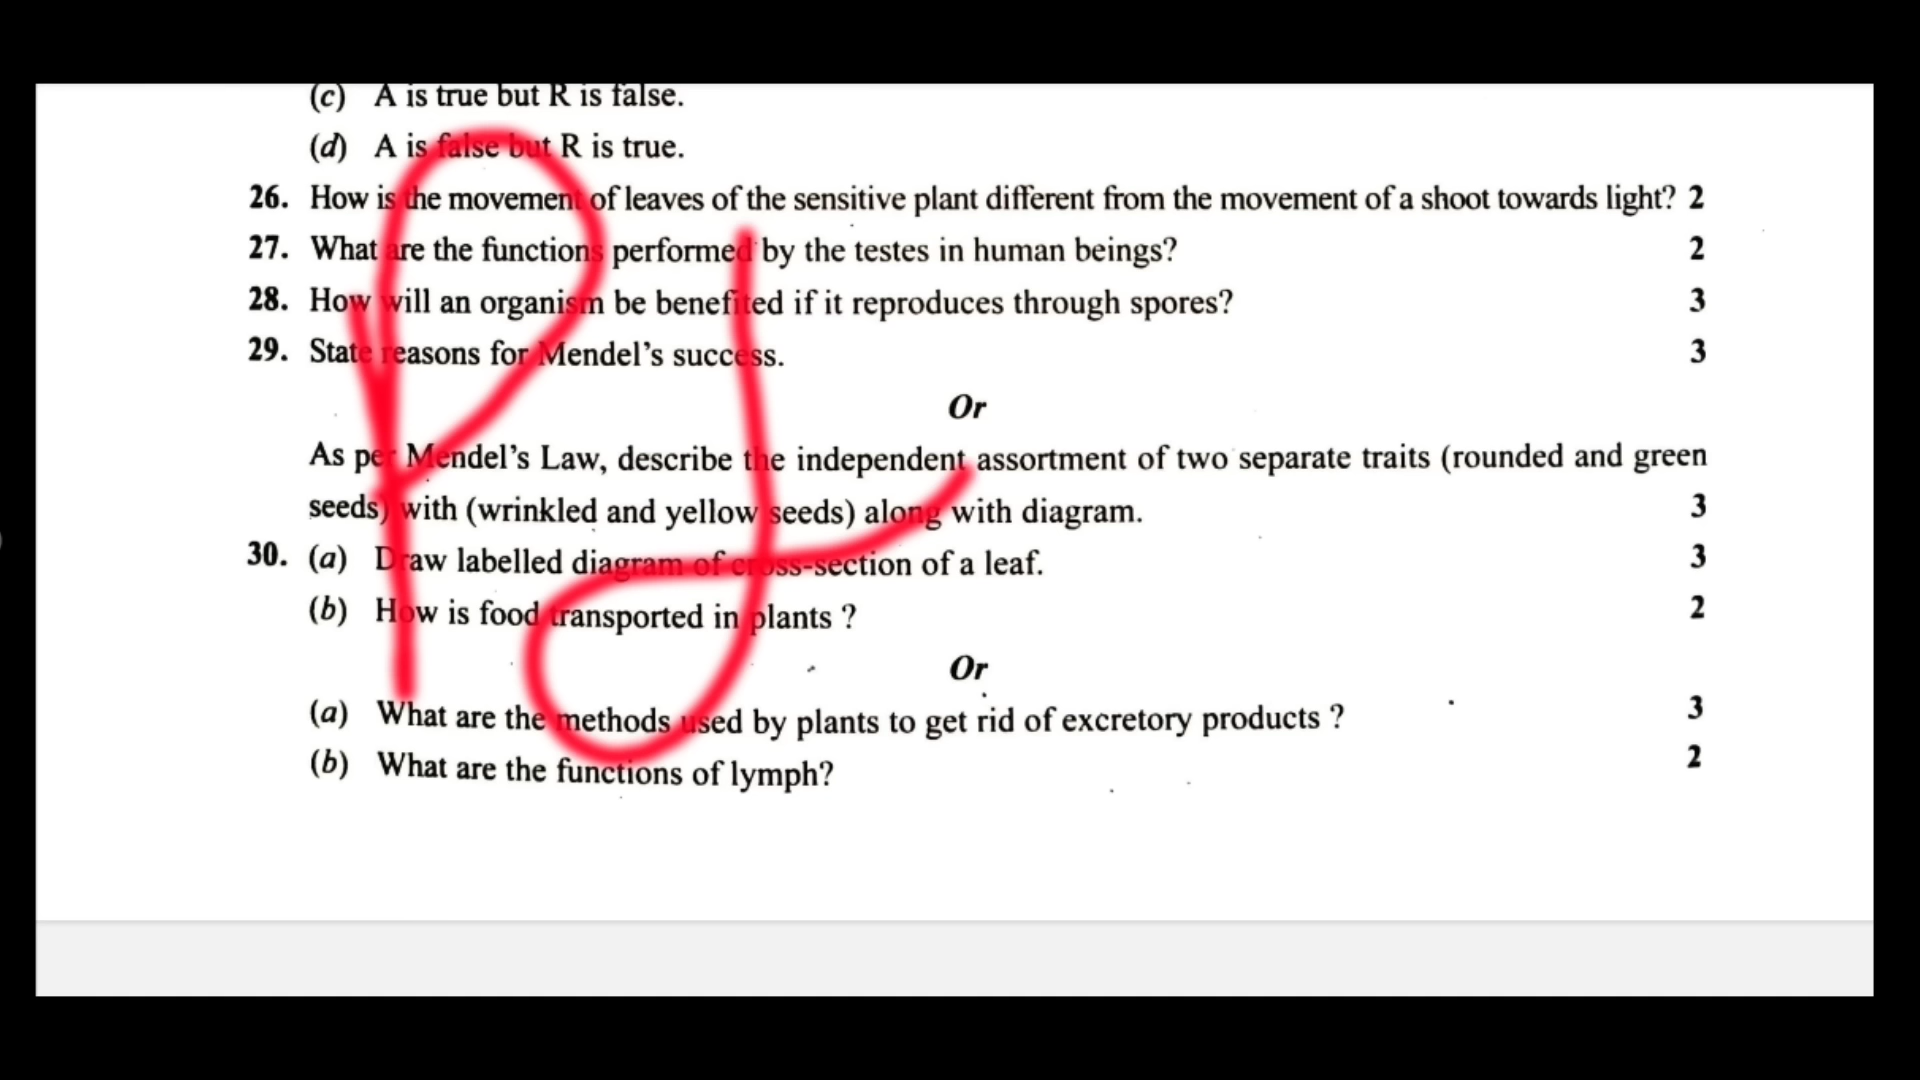 (c) A is true but R is false.
(d) A is false but R is true.
26. How is the movement of leaves of the sensitive plant different from the movement of a shoot towards light? 2
27. What are the functions performed by the testes in human beings? 2
28. How will an organism be benefited if it reproduces through spores? 3
29. State reasons for Mendel's success. 3
Or
As per Mendel's Law, describe the independent assortment of two separate traits (rounded and green
seeds) with (wrinkled and yellow seeds) along with diagram. 3
30. (a) Draw labelled diagram of cross-section of a leaf. 3
(b) How is food transported in plants ? 2
Or
(a) What are the methods used by plants to get rid of excretory products ? 3
(b) What are the functions of lymph? 2